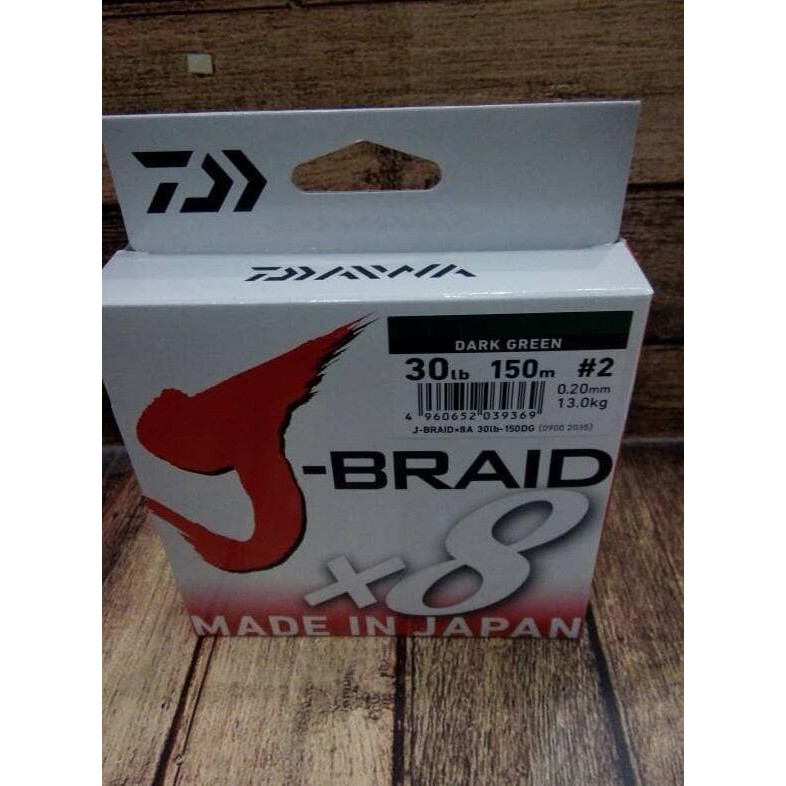 DAIWA
DARK GREEN
30lb 150m #2
0.20mm
13.0kg
4 960652 039369
J-BRAID×8A 30lb-150DG (0900 2035)
J-BRAID
×8
MADE IN JAPAN